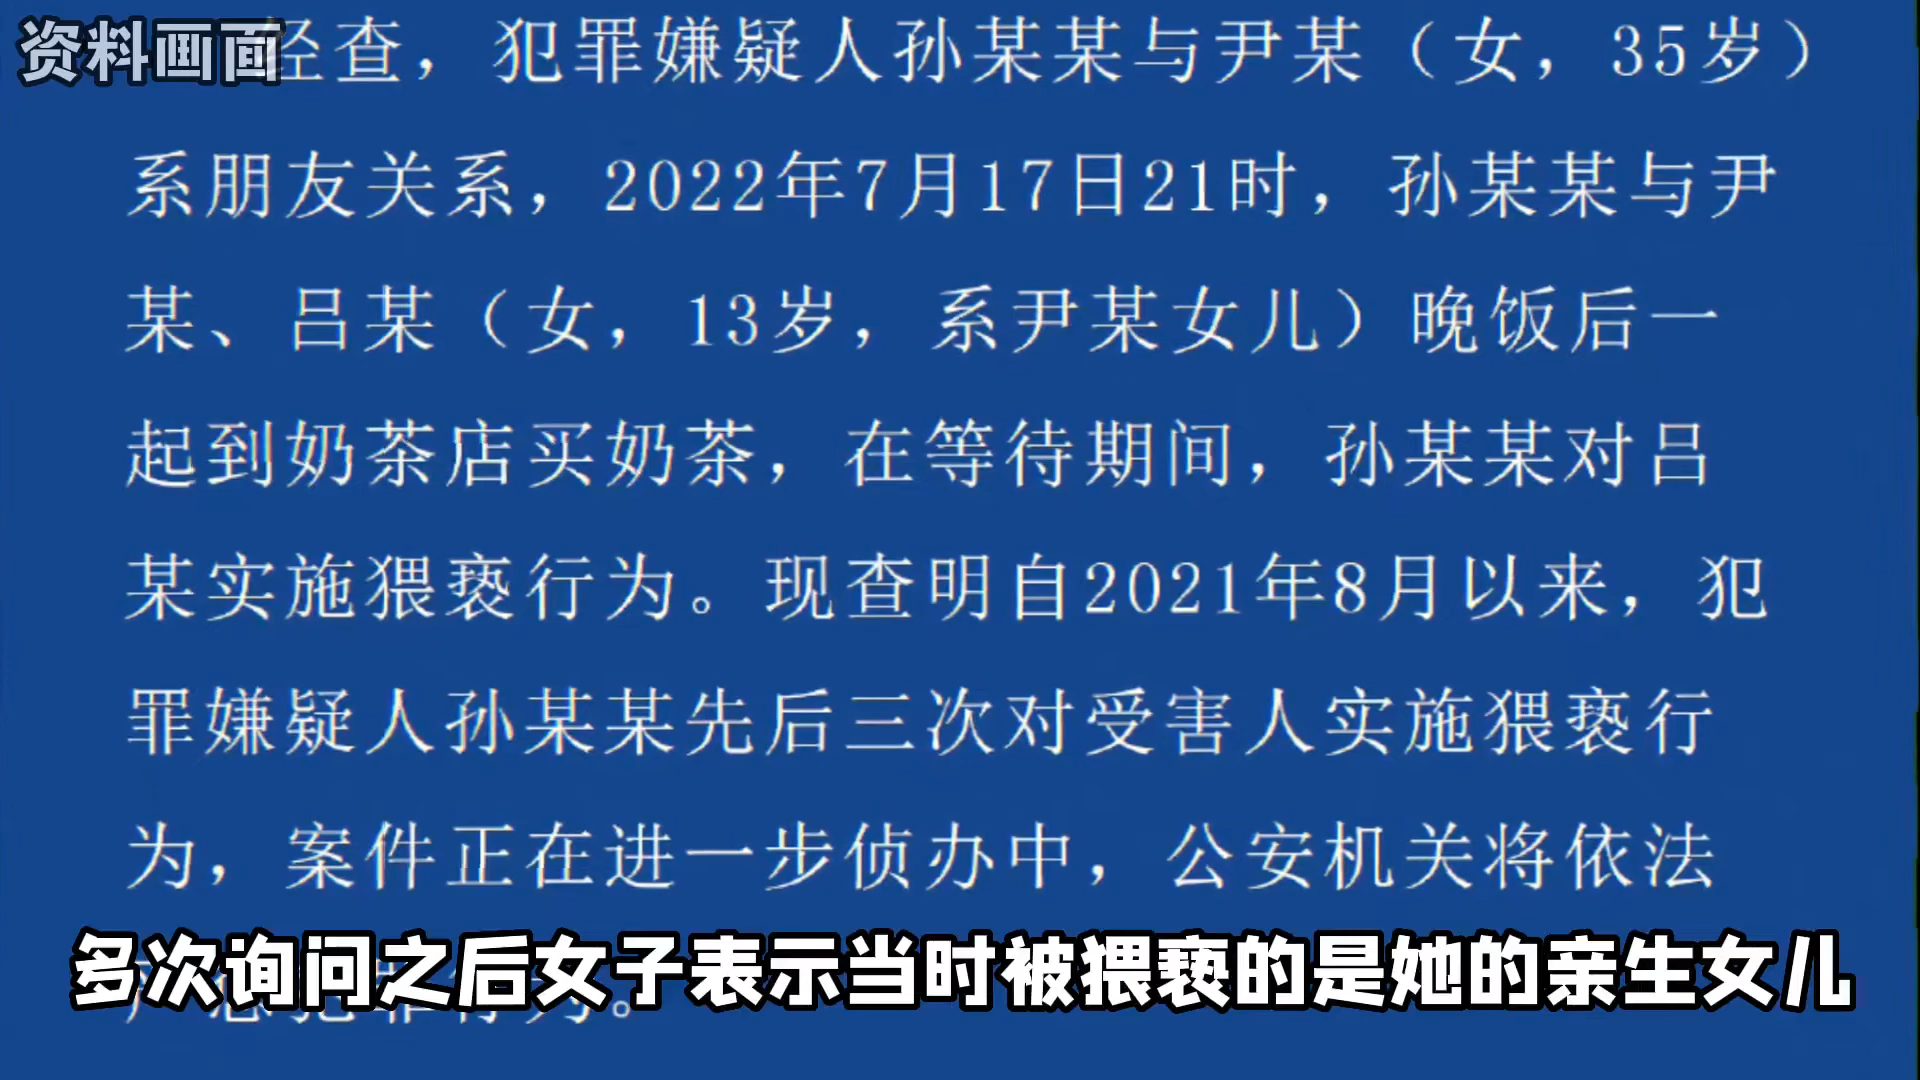 资料画面
经查，犯罪嫌疑人孙某某与尹某（女，35岁）
系朋友关系，2022年7月17日21时，孙某某与尹
某、吕某（女，13岁，系尹某女儿）晚饭后一
起到奶茶店买奶茶，在等待期间，孙某某对吕
某实施猥亵行为。现查明自2021年8月以来，犯
罪嫌疑人孙某某先后三次对受害人实施猥亵行
为，案件正在进一步侦办中，公安机关将依法
多次询问之后女子表示当时被猥亵的是她的亲生女儿